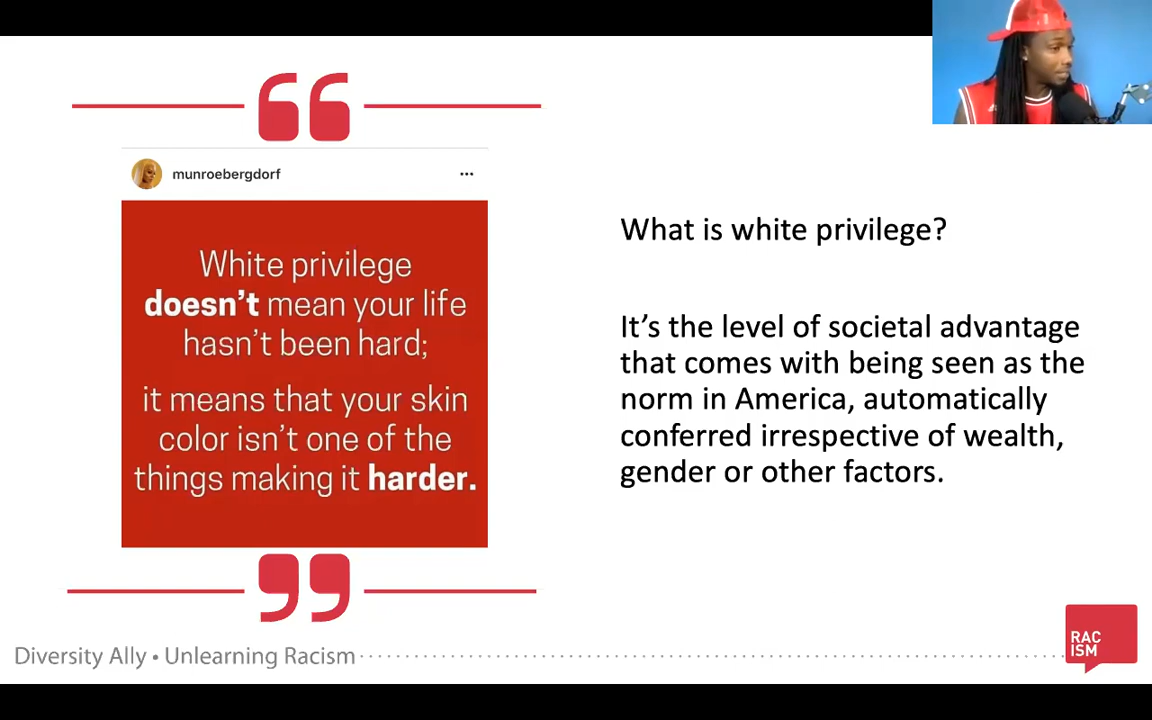 munroebergdorf
White privilege
doesn't mean your life
hasn't been hard;
it means that your skin
color isn't one of the
things making it harder.
What is white privilege?
It's the level of societal advantage
that comes with being seen as the
norm in America, automatically
conferred irrespective of wealth,
gender or other factors.
Diversity Ally • Unlearning Racism
RAC
ISM